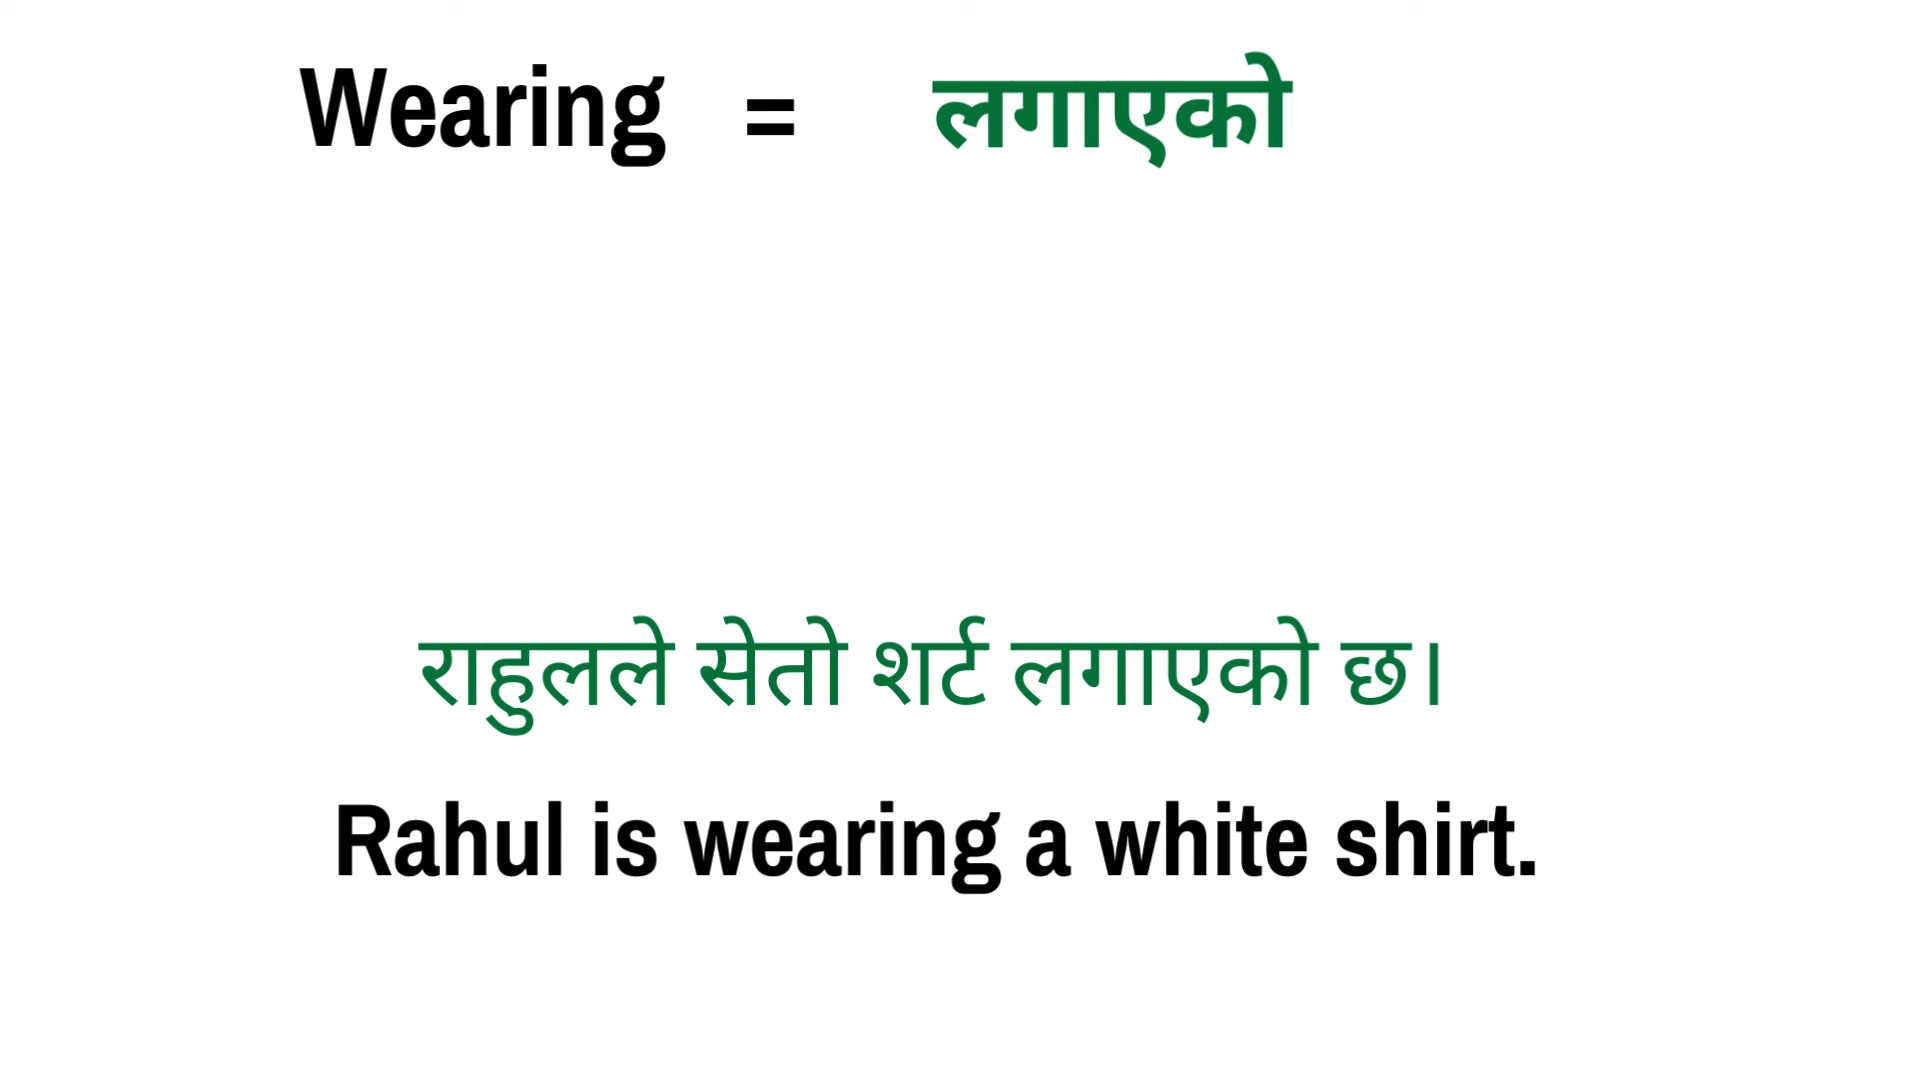 Wearing = लगाएको
राहुलले सेतो शर्ट लगाएको छ।
Rahul is wearing a white shirt.